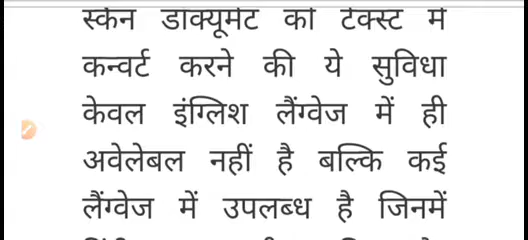 स्केन डाक्यूमेंट को टेक्स्ट में
कन्वर्ट करने की ये सुविधा
केवल इंग्लिश लैंग्वेज में ही
अवेलेबल नहीं है बल्कि कई
लैंग्वेज में उपलब्ध है जिनमें